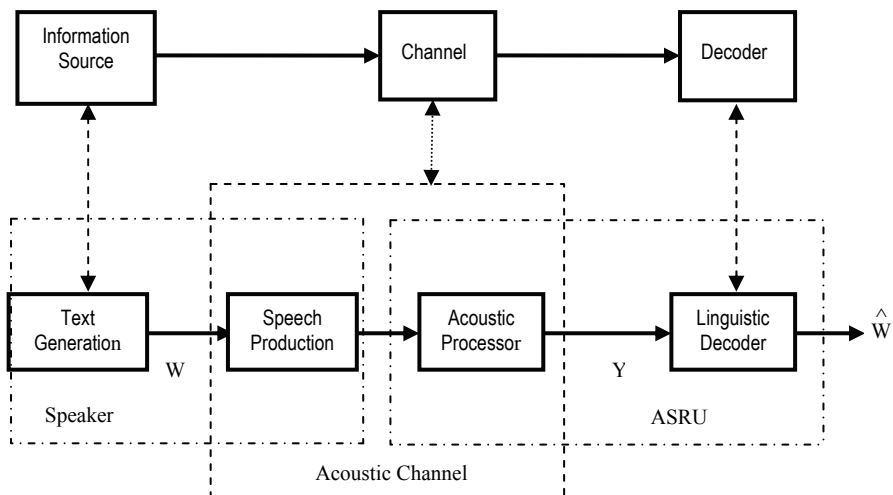 Information
Source
Channel
Decoder
Text
Generation
Speech
Production
Acoustic
Processor
Linguistic
Decoder
^
W
W
Y
Speaker
ASRU
Acoustic Channel